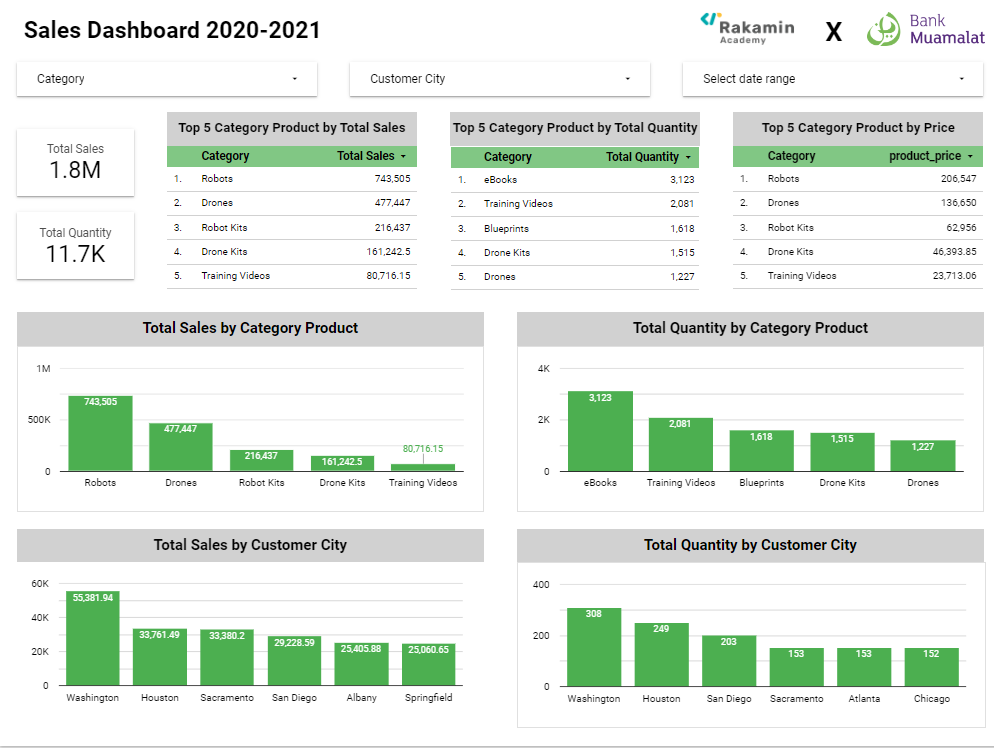 Sales Dashboard 2020-2021
Rakamin
Academy
X
Bank
Muamalat
Category
Customer City
Select date range
Total Sales
1.8M
Total Quantity
11.7K
Top 5 Category Product by Total Sales
Category Total Sales
1. Robots 743,505
2. Drones 477,447
3. Robot Kits 216,437
4. Drone Kits 161,242.5
5. Training Videos 80,716.15
Top 5 Category Product by Total Quantity
Category Total Quantity
1. eBooks 3,123
2. Training Videos 2,081
3. Blueprints 1,618
4. Drone Kits 1,515
5. Drones 1,227
Top 5 Category Product by Price
Category product_price
1. Robots 206,547
2. Drones 136,650
3. Robot Kits 62,956
4. Drone Kits 46,393.85
5. Training Videos 23,713.06
Total Sales by Category Product
1M
500K
0
743,505
477,447
216,437
161,242.5
80,716.15
Robots Drones Robot Kits Drone Kits Training Videos
Total Quantity by Category Product
4K
2K
0
3,123
2,081
1,618
1,515
1,227
eBooks Training Videos Blueprints Drone Kits Drones
Total Sales by Customer City
60K
40K
20K
0
55,381.94
33,761.49
33,380.2
29,228.59
25,405.88
25,060.65
Washington Houston Sacramento San Diego Albany Springfield
Total Quantity by Customer City
400
200
0
308
249
203
153
153
152
Washington Houston San Diego Sacramento Atlanta Chicago